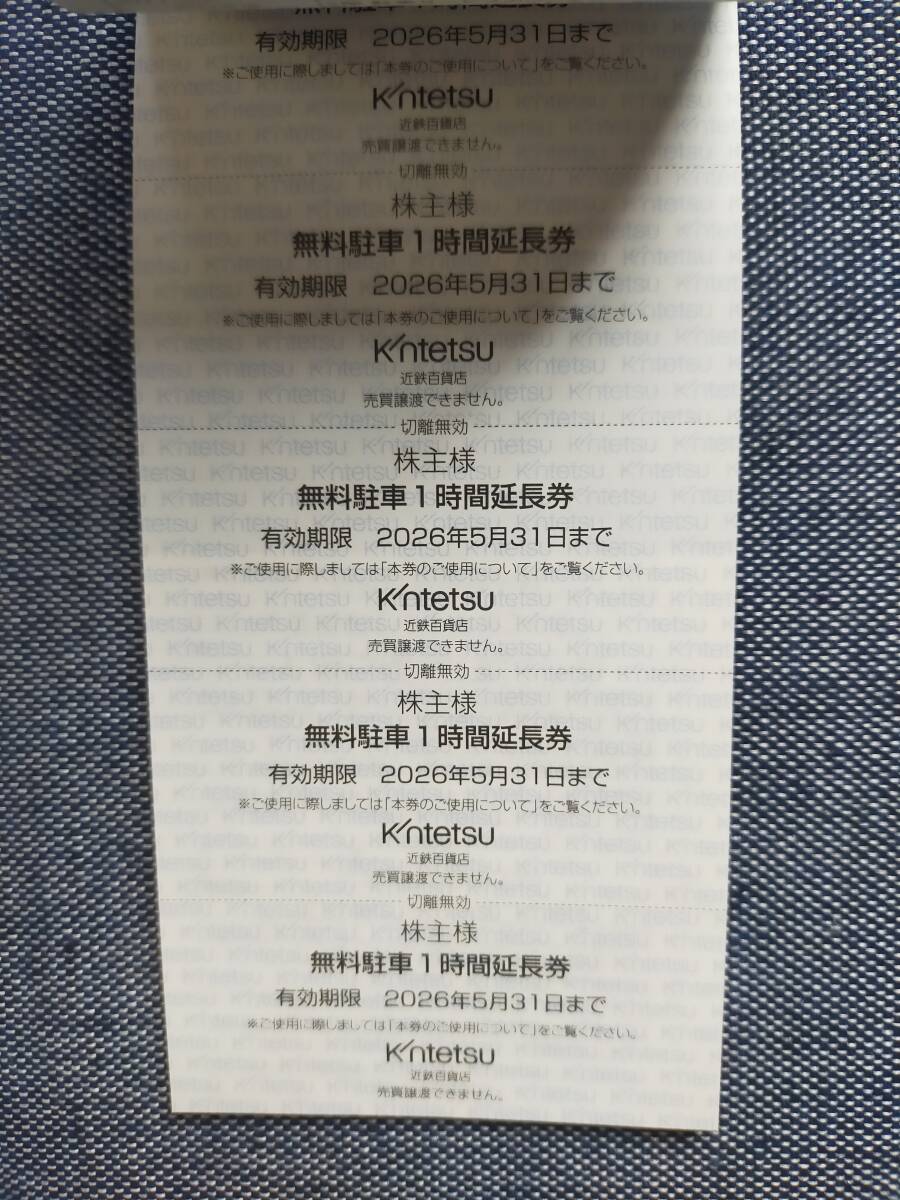 無料駐車1時間延長券
有効期限 2026年5月31日まで
※ご使用に際しましては「本券のご使用について」をご覧ください。
Kintetsu
近鉄百貨店
売買譲渡できません。
切離無効
株主様
無料駐車1時間延長券
有効期限 2026年5月31日まで
※ご使用に際しましては「本券のご使用について」をご覧ください。
Kintetsu
近鉄百貨店
売買譲渡できません。
切離無効
株主様
無料駐車1時間延長券
有効期限 2026年5月31日まで
※ご使用に際しましては「本券のご使用について」をご覧ください。
Kintetsu
近鉄百貨店
売買譲渡できません。
切離無効
株主様
無料駐車1時間延長券
有効期限 2026年5月31日まで
※ご使用に際しましては「本券のご使用について」をご覧ください。
Kintetsu
近鉄百貨店
売買譲渡できません。
切離無効
株主様
無料駐車1時間延長券
有効期限 2026年5月31日まで
※ご使用に際しましては「本券のご使用について」をご覧ください。
Kintetsu
近鉄百貨店
売買譲渡できません。